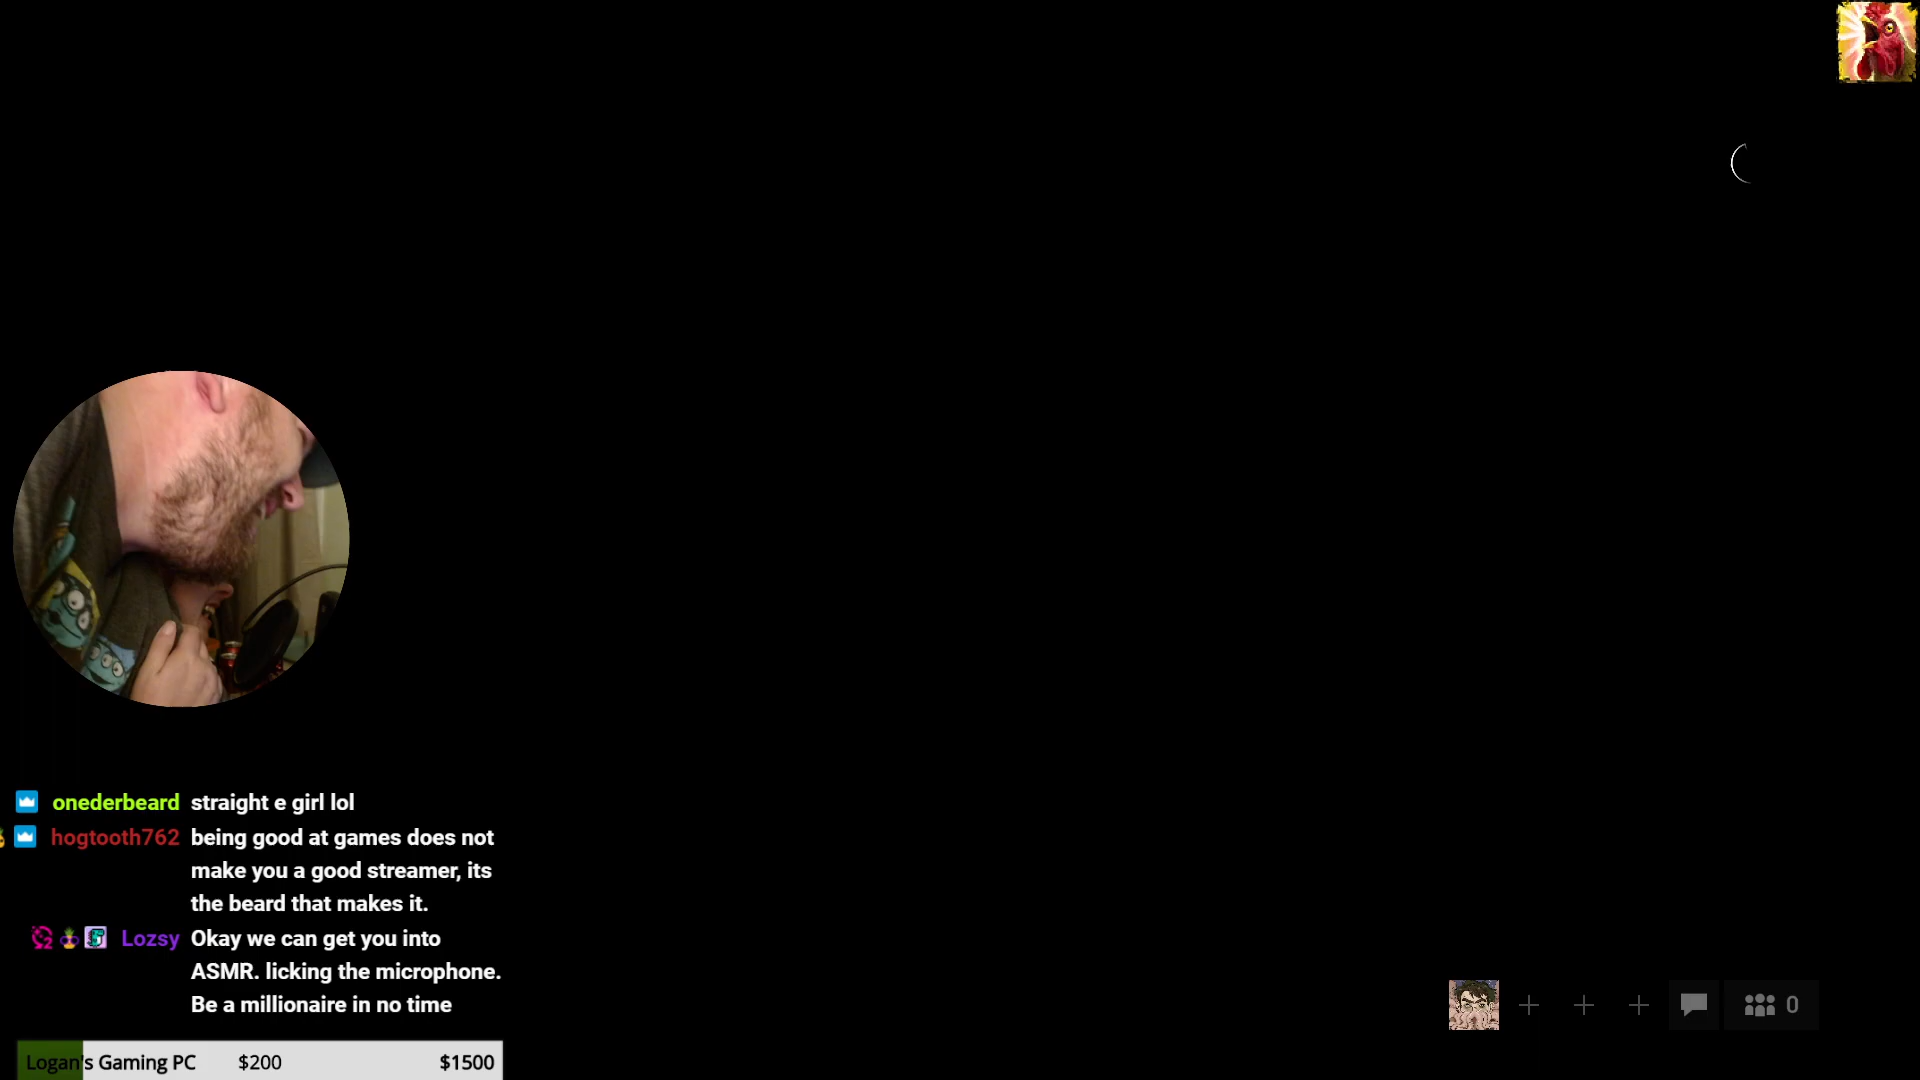 onederbeard straight e girl lol
hogtooth762 being good at games does not
make you a good streamer, its
the beard that makes it.
Lozsy Okay we can get you into
ASMR. licking the microphone.
Be a millionaire in no time
Logan's Gaming PC $200 $1500
0